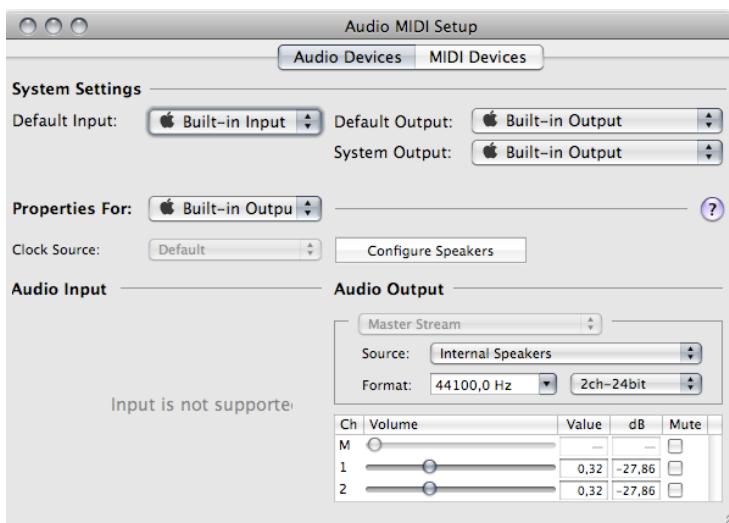 Audio MIDI Setup
Audio Devices MIDI Devices
System Settings
Default Input: Built-in Input Default Output: Built-in Output
System Output: Built-in Output
Properties For: Built-in Outpu ?
Clock Source: Default Configure Speakers
Audio Input Audio Output
Master Stream
Source: Internal Speakers
Format: 44100,0 Hz 2ch-24bit
Input is not supporte
Ch Volume Value dB Mute
M — —
1 0,32 -27,86
2 0,32 -27,86